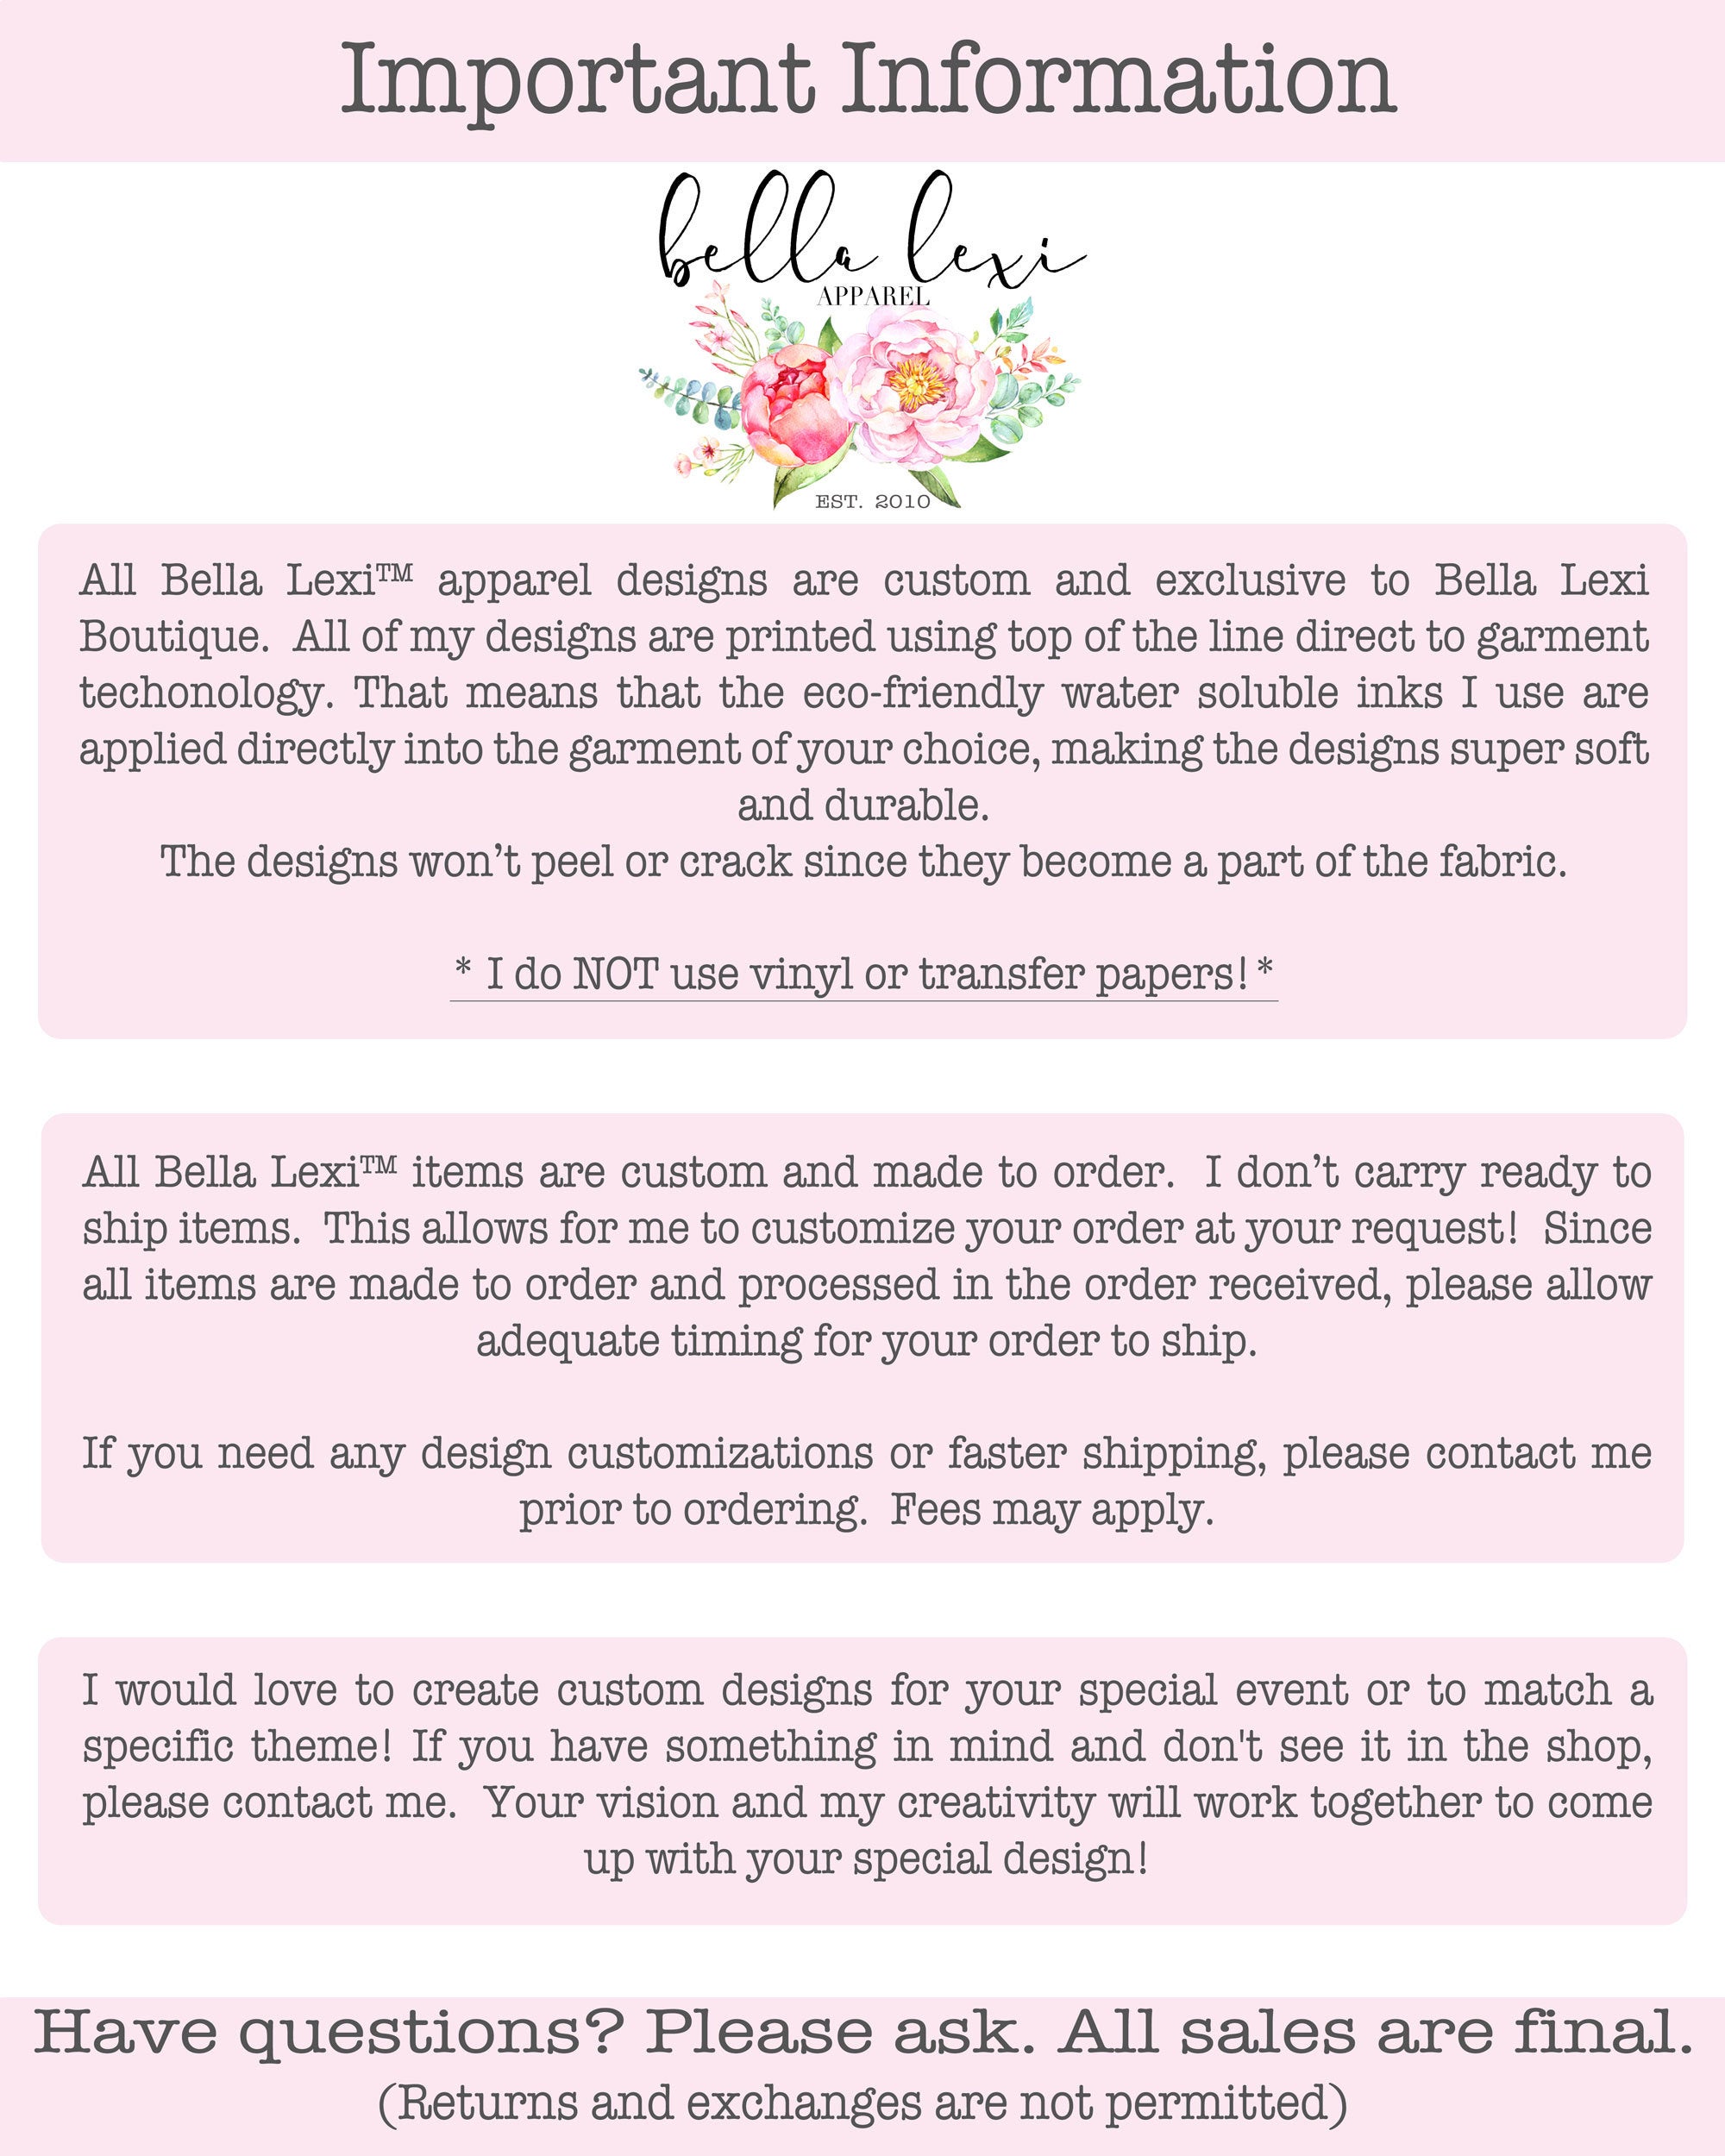 Important Information
bella lexi
APPAREL
EST. 2010
All Bella Lexi™ apparel designs are custom and exclusive to Bella Lexi
Boutique. All of my designs are printed using top of the line direct to garment
techonology. That means that the eco-friendly water soluble inks I use are
applied directly into the garment of your choice, making the designs super soft
and durable.
The designs won’t peel or crack since they become a part of the fabric.
* I do NOT use vinyl or transfer papers! *
All Bella Lexi™ items are custom and made to order. I don’t carry ready to
ship items. This allows for me to customize your order at your request! Since
all items are made to order and processed in the order received, please allow
adequate timing for your order to ship.
If you need any design customizations or faster shipping, please contact me
prior to ordering. Fees may apply.
I would love to create custom designs for your special event or to match a
specific theme! If you have something in mind and don't see it in the shop,
please contact me. Your vision and my creativity will work together to come
up with your special design!
Have questions? Please ask. All sales are final.
(Returns and exchanges are not permitted)